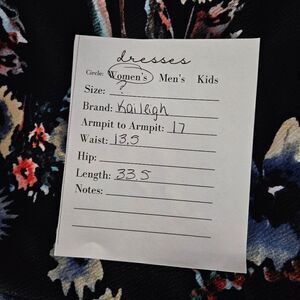 dresses
Circle: Women's Men's Kids
Size: ?
Brand: Kaileigh
Armpit to Armpit: 17
Waist: 13.5
Hip:
Length: 33.5
Notes: